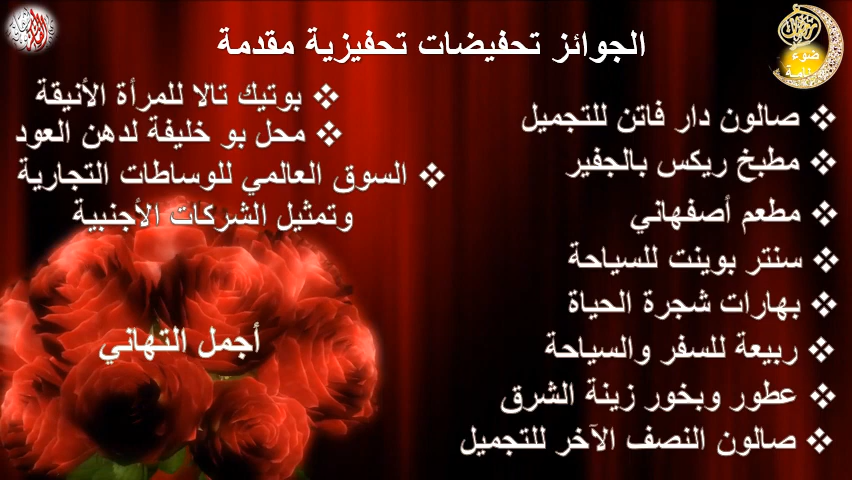 الجوائز تحفيضات تحفيزية مقدمة
ضوء
❖ صالون دار فاتن للتجميل
❖ مطبخ ريكس بالجفير
❖ مطعم أصفهاني
❖ سنتر بوينت للسياحة
❖ بهارات شجرة الحياة
❖ ربيعة للسفر والسياحة
❖ عطور وبخور زينة الشرق
❖ صالون النصف الآخر للتجميل
❖ بوتيك تالا للمرأة الأنيقة
❖ محل بو خليفة لدهن العود
❖ السوق العالمي للوساطات التجارية
وتمثيل الشركات الأجنبية
أجمل التهاني